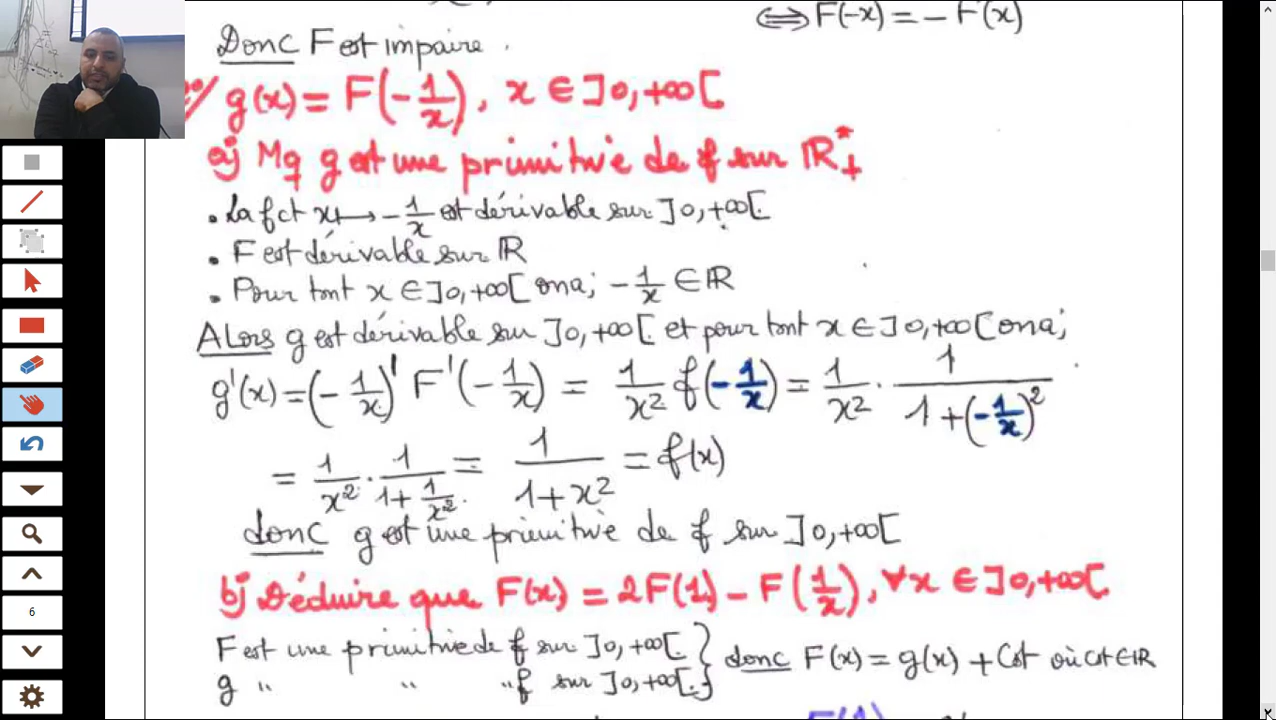 ⟺ F(-x) = - F(x)
Donc F est impaire.
g(x) = F(-1/x), x ∈ ]0,+∞[
a) Mq g est une primitive de f sur ℝ*₊
• La fct x ↦ -1/x est dérivable sur ]0,+∞[.
• F est dérivable sur ℝ
• Pour tout x ∈ ]0,+∞[ ona; -1/x ∈ ℝ
Alors g est dérivable sur ]0,+∞[ et pour tout x ∈ ]0,+∞[ ona;
g'(x) = (-1/x)' F'(-1/x) = 1/x² f(-1/x) = 1/x² · 1/(1+(-1/x)²)
= 1/x² · 1/(1+1/x²) = 1/(1+x²) = f(x)
donc g est une primitive de f sur ]0,+∞[
b) Déduire que F(x) = 2F(1) - F(1/x), ∀x ∈ ]0,+∞[
F est une primitive de f sur ]0,+∞[. } donc F(x) = g(x) + Cst où Cst ∈ ℝ
g " " " f sur ]0,+∞[. }
F(1)
6